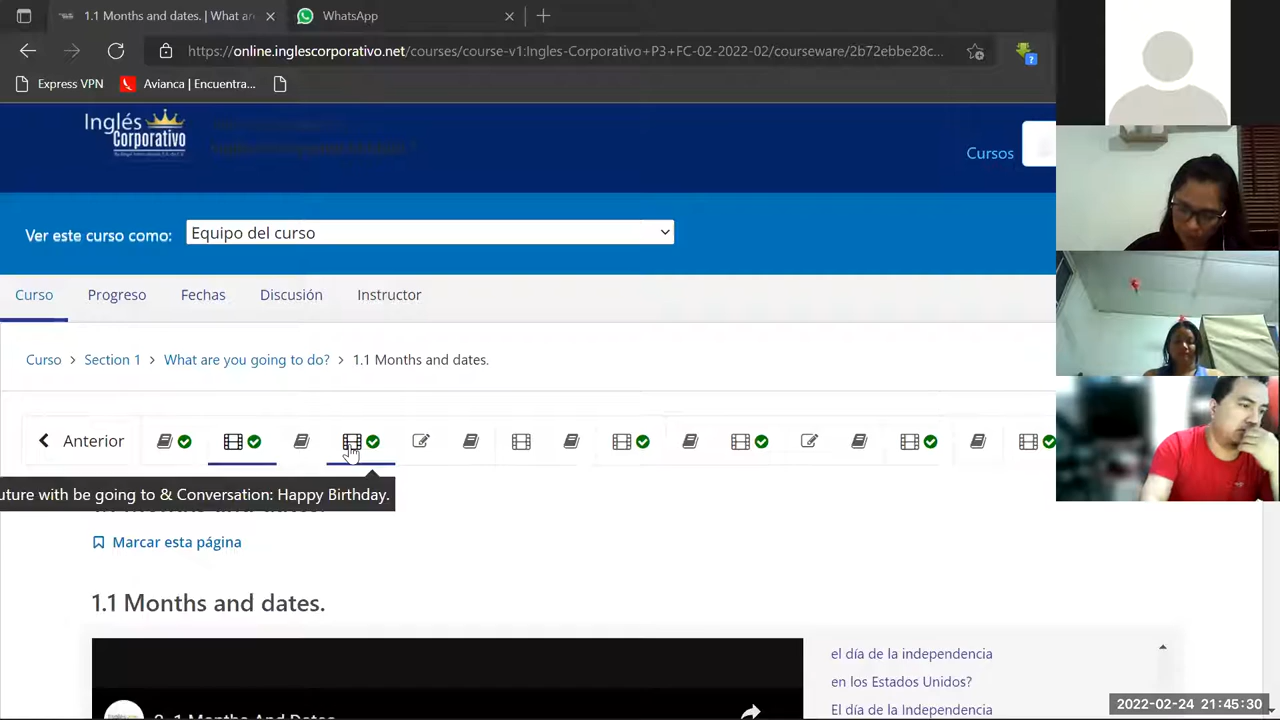 1.1 Months and dates. | What ar
WhatsApp
https://online.inglescorporativo.net/courses/course-v1:Ingles-Corporativo+P3+FC-02-2022-02/courseware/2b72ebbe28c...
Express VPN
Avianca | Encuentra...
Inglés
Corporativo
Cursos
Ver este curso como:
Equipo del curso
Curso
Progreso
Fechas
Discusión
Instructor
Curso > Section 1 > What are you going to do? > 1.1 Months and dates.
Anterior
uture with be going to & Conversation: Happy Birthday.
Marcar esta página
1.1 Months and dates.
el día de la independencia
en los Estados Unidos?
El día de la Independencia
2022-02-24 21:45:30